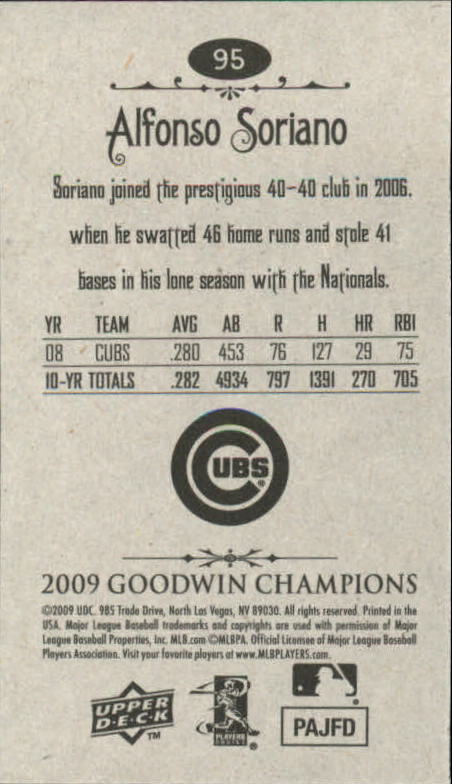 95
Alfonso Soriano
Soriano joined the prestigious 40-40 club in 2006,
when he swatted 46 home runs and stole 41
bases in his lone season with the Nationals.
YR TEAM AVG AB R H HR RBI
08 CUBS .280 453 76 127 29 75
10-YR TOTALS .282 4934 797 1391 270 705
CUBS®
2009 GOODWIN CHAMPIONS
©2009 UDC. 985 Trade Drive, North Las Vegas, NV 89030. All rights reserved. Printed in the
USA. Major League Baseball trademarks and copyrights are used with permission of Major
League Baseball Properties, Inc. MLB.com ©MLBPA. Official Licensee of Major League Baseball
Players Association. Visit your favorite players at www.MLBPLAYERS.com.
UPPER
D·E·C·K
TM
PLAYERS
CHOICE
®
PAJFD